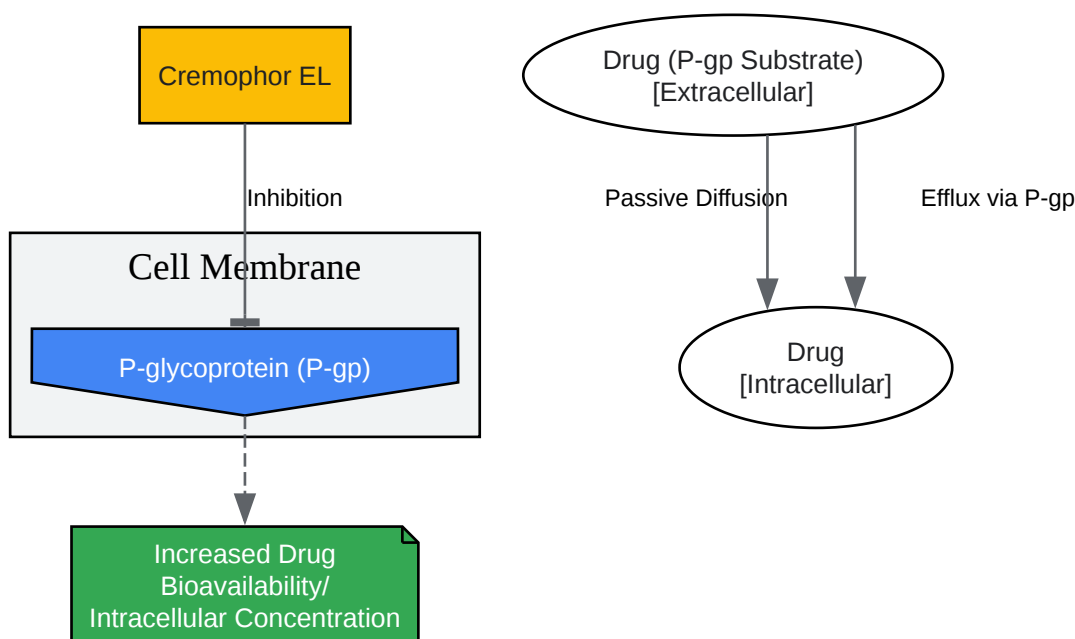 Cremophor EL
Drug (P-gp Substrate)
[Extracellular]
Inhibition
Passive Diffusion
Efflux via P-gp
Cell Membrane
P-glycoprotein (P-gp)
Drug
[Intracellular]
Increased Drug
Bioavailability/
Intracellular Concentration